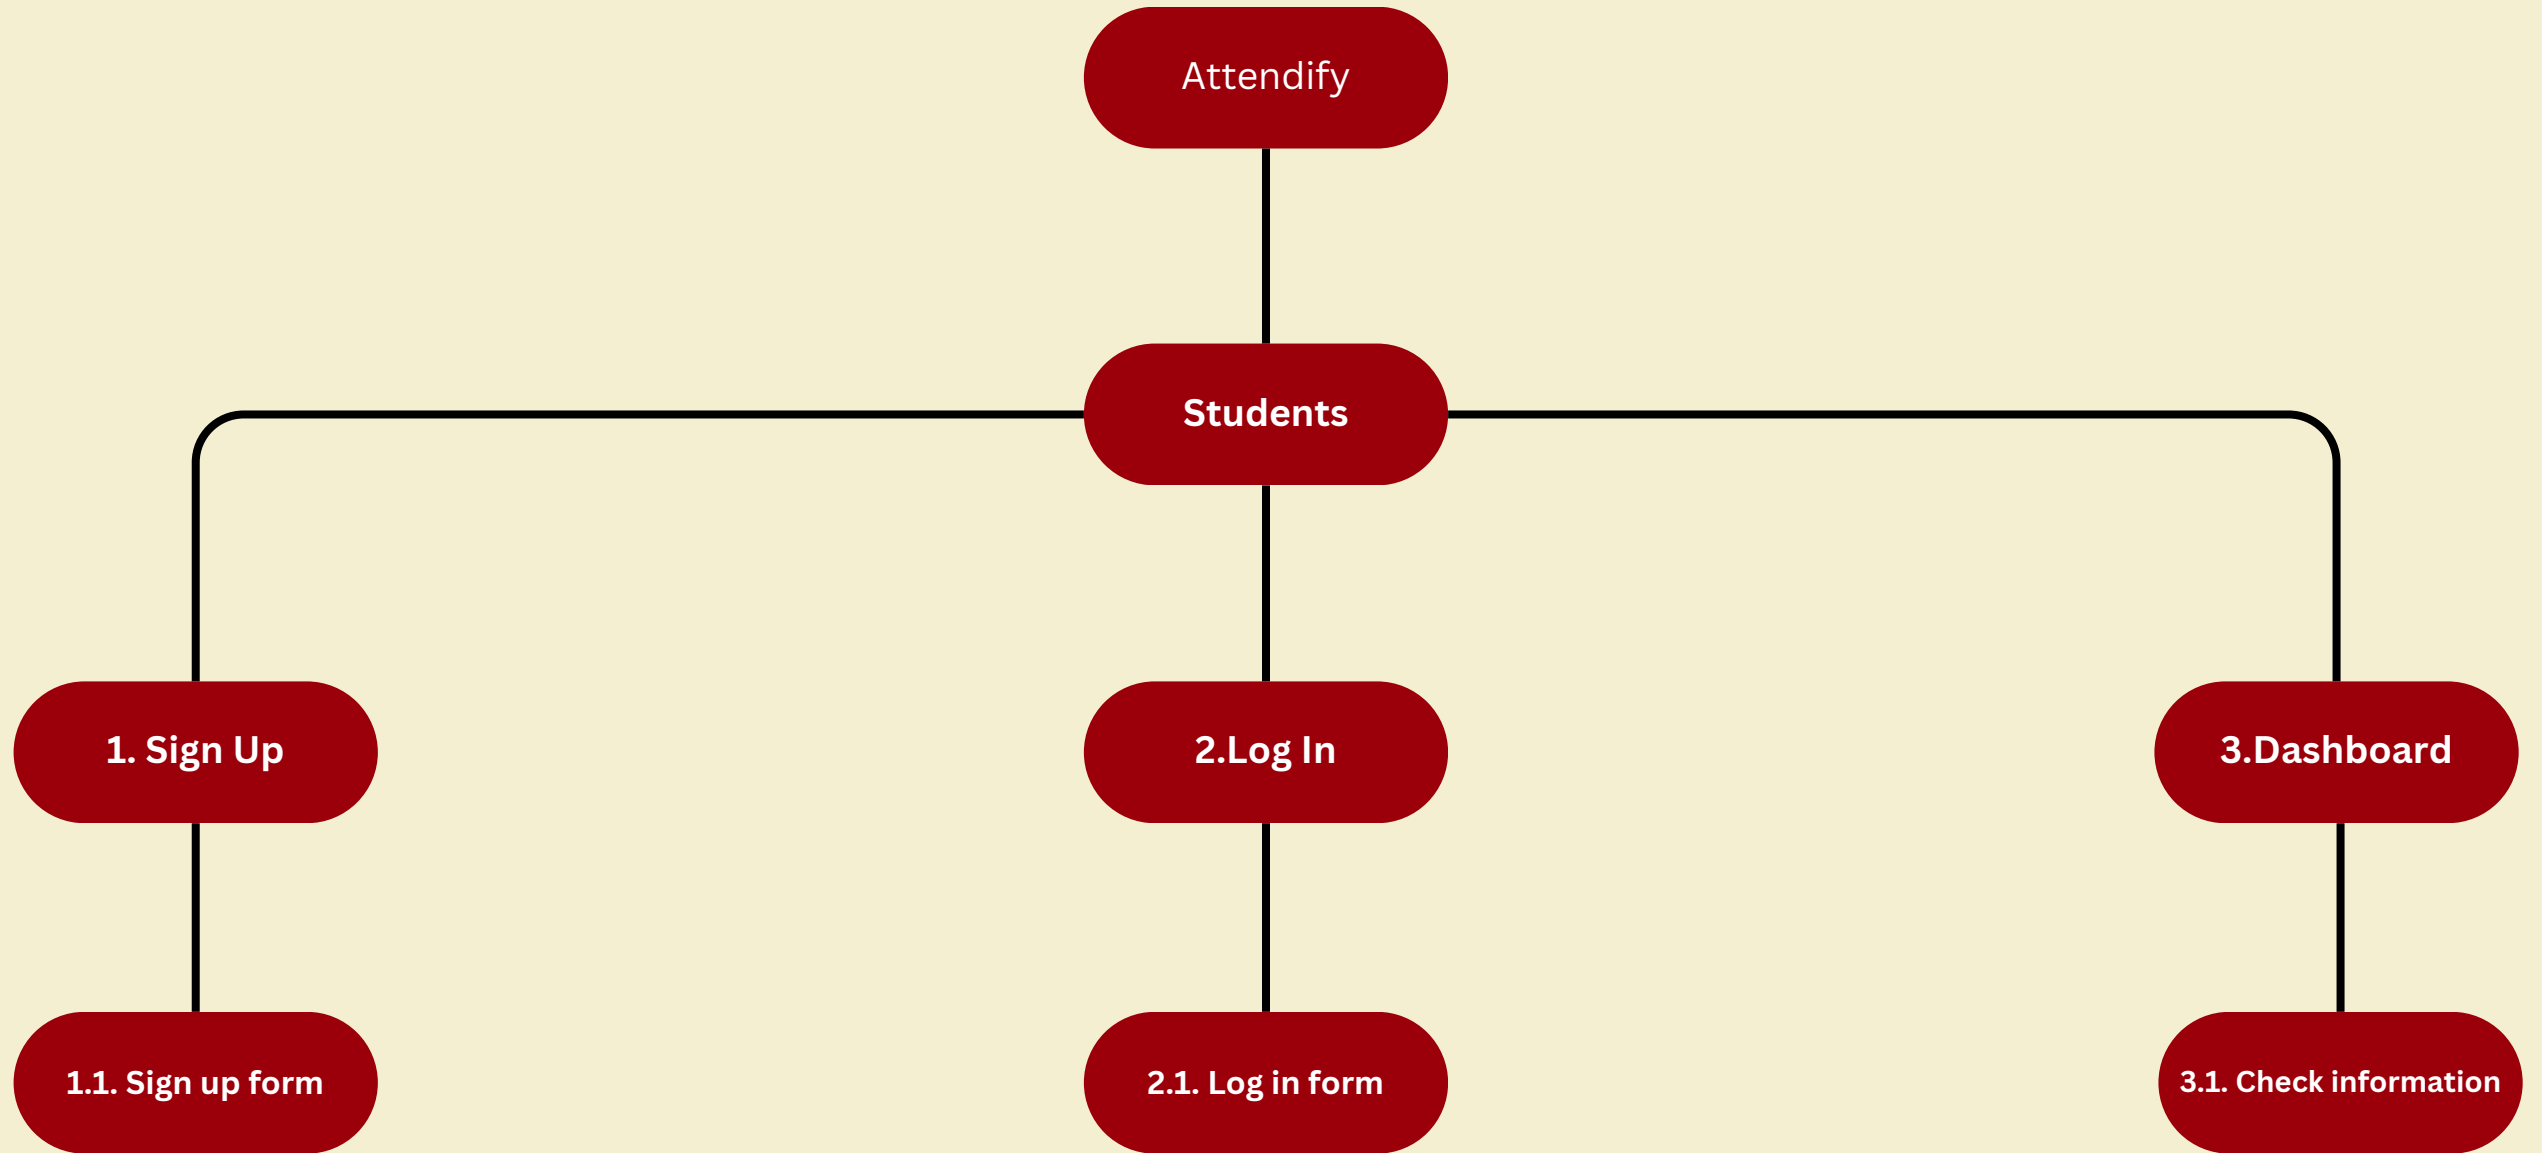 Attendify
Students
1. Sign Up
2.Log In
3.Dashboard
1.1. Sign up form
2.1. Log in form
3.1. Check information